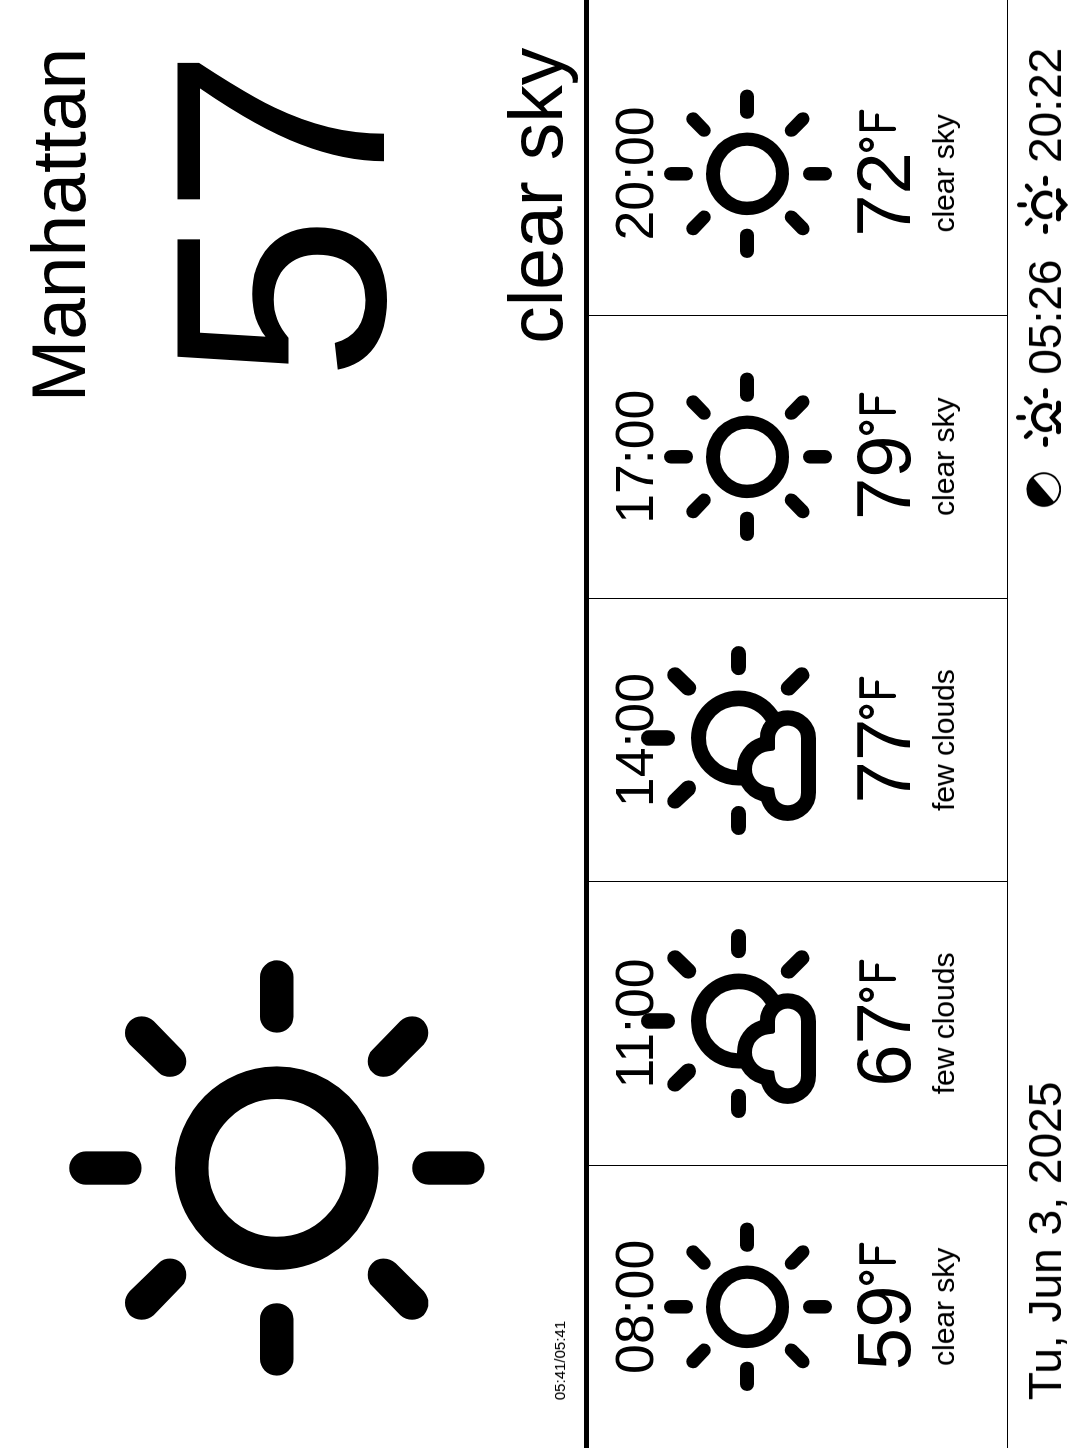 Manhattan
57
clear sky
05:41/05:41
08:00
59°F
clear sky
11:00
67°F
few clouds
14:00
77°F
few clouds
17:00
79°F
clear sky
20:00
72°F
clear sky
Tu, Jun 3, 2025
05:26
20:22